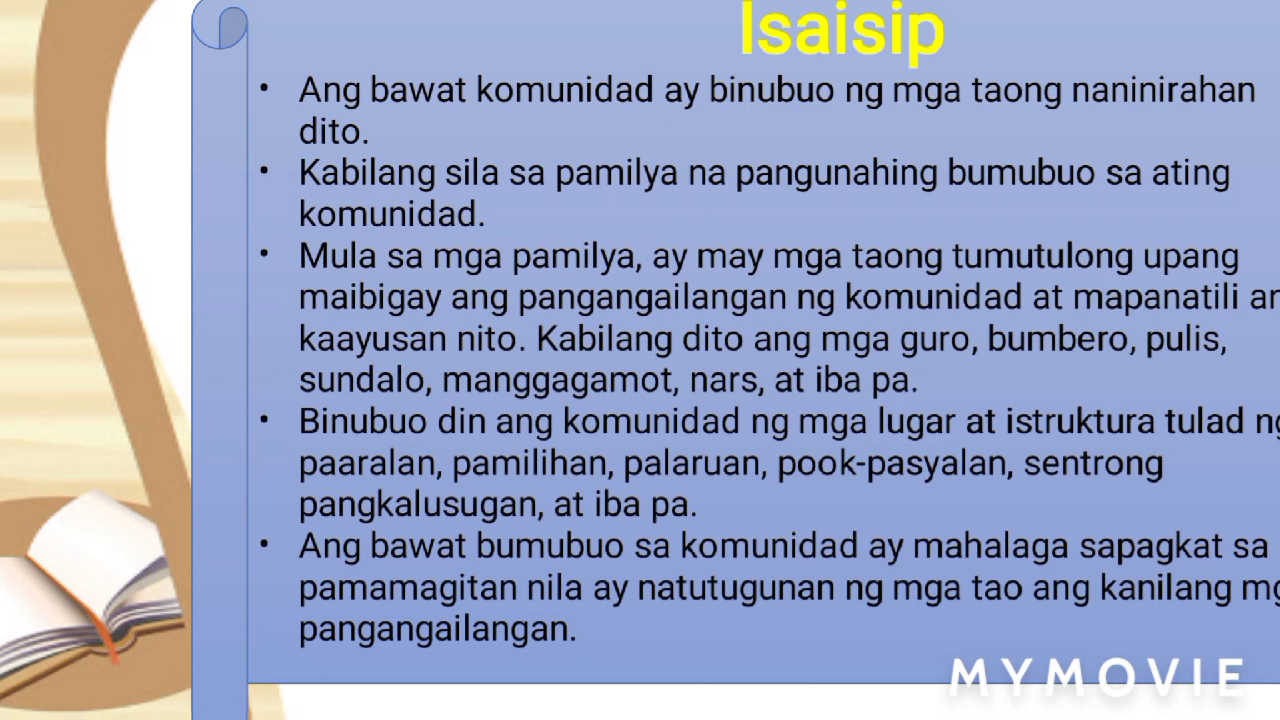 Isaisip
• Ang bawat komunidad ay binubuo ng mga taong naninirahan
dito.
• Kabilang sila sa pamilya na pangunahing bumubuo sa ating
komunidad.
• Mula sa mga pamilya, ay may mga taong tumutulong upang
maibigay ang pangangailangan ng komunidad at mapanatili
kaayusan nito. Kabilang dito ang mga guro, bumbero, pulis,
sundalo, manggagamot, nars, at iba pa.
• Binubuo din ang komunidad ng mga lugar at istruktura tulad
paaralan, pamilihan, palaruan, pook-pasyalan, sentrong
pangkalusugan, at iba pa.
• Ang bawat bumubuo sa komunidad ay mahalaga sapagkat sa
pamamagitan nila ay natutugunan ng mga tao ang kanilang
pangangailangan.
MYMOVIE